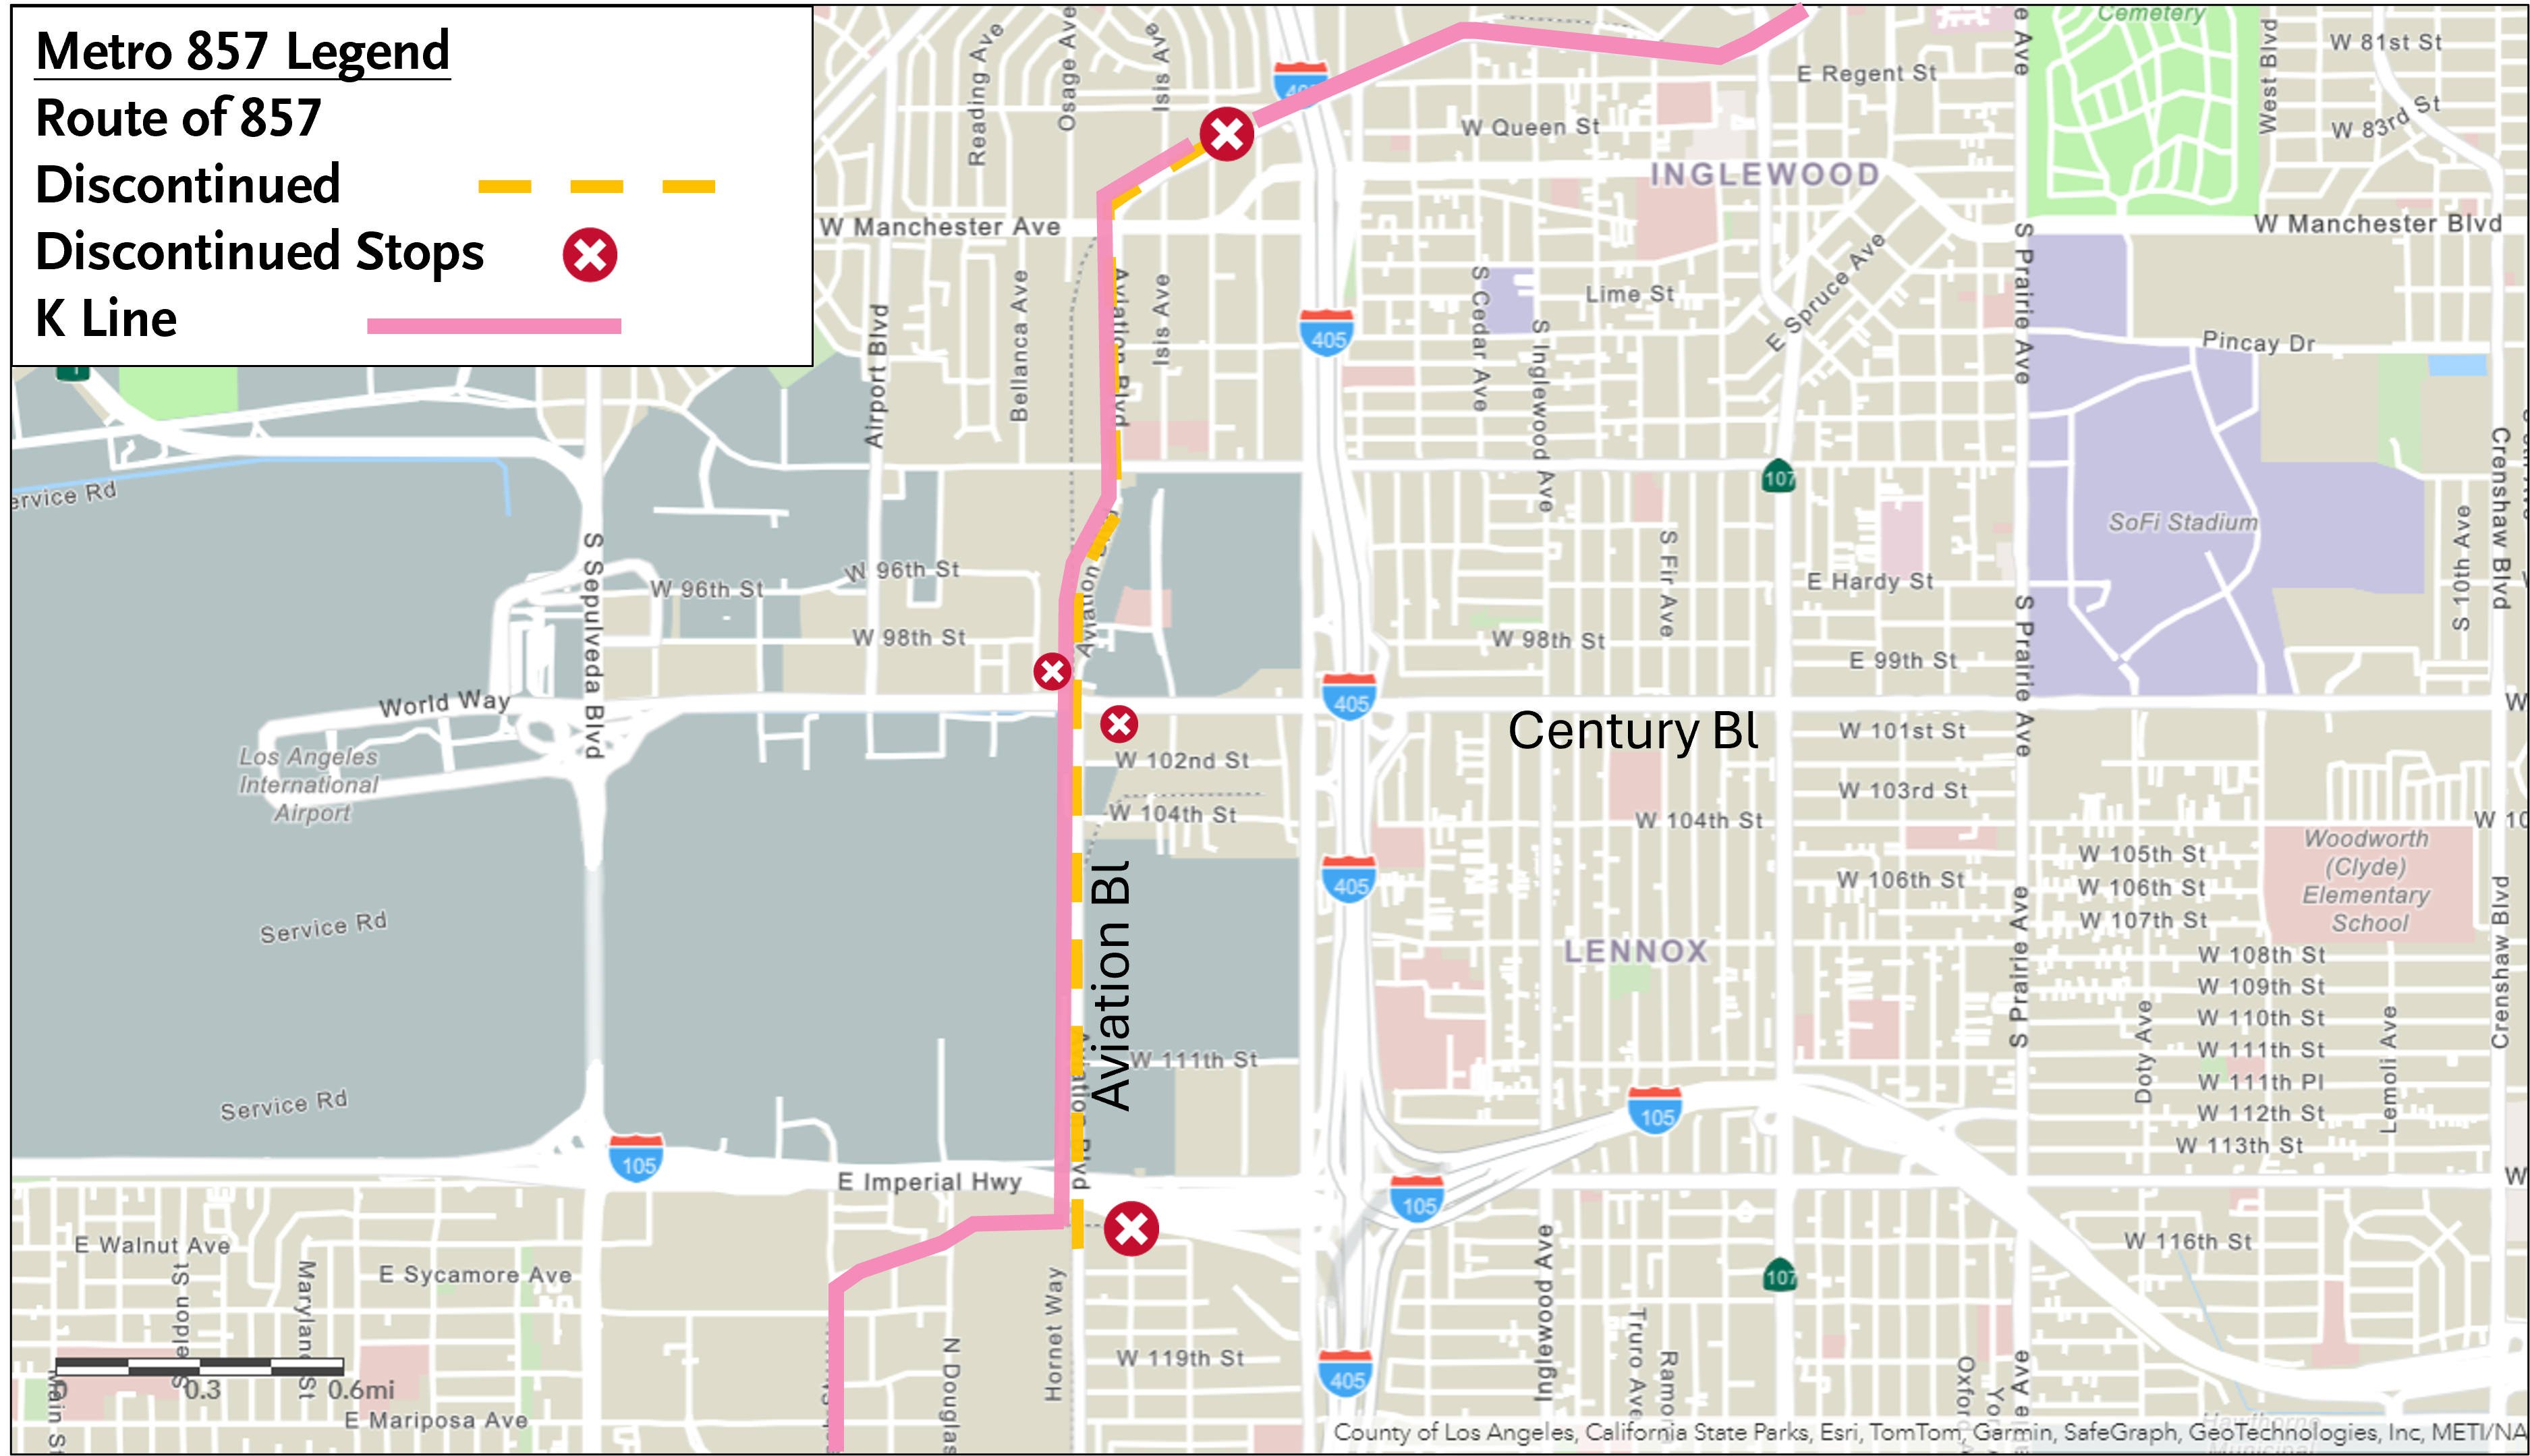 Metro 857 Legend
Route of 857
Discontinued
Discontinued Stops
K Line
Reading Ave
Osage Ave
Isis Ave
405
Cemetery
West Blvd
W 81st St
W 83rd St
E Regent St
W Queen St
INGLEWOOD
W Manchester Ave
W Manchester Blvd
S Prairie Ave
E Spruce Ave
Lime St
S Cedar Ave
S Inglewood Ave
405
Pincay Dr
Airport Blvd
Bellanca Ave
Aviation Blvd
Isis Ave
Crenshaw Blvd
107
SoFi Stadium
S 10th Ave
S Fir Ave
E Hardy St
S Sepulveda Blvd
W 96th St
W 96th St
W 98th St
W 98th St
E 99th St
S Prairie Ave
World Way
405
Century Bl
W 101st St
Los Angeles
International
Airport
W 102nd St
W 103rd St
W 104th St
W 104th St
405
Aviation Bl
W 105th St
W 106th St
W 106th St
W 107th St
Woodworth
(Clyde)
Elementary
School
Service Rd
LENNOX
W 108th St
W 109th St
W 110th St
W 111th St
W 111th St
W 111th Pl
W 112th St
W 113th St
S Prairie Ave
Doty Ave
Lemoli Ave
Crenshaw Blvd
Service Rd
105
105
105
E Imperial Hwy
E Walnut Ave
E Sycamore Ave
Maryland St
Hornet Way
N Douglas
W 116th St
107
W 119th St
Inglewood Ave
Truro Ave
405
0
0.3
0.6mi
Main St
E Mariposa Ave
County of Los Angeles, California State Parks, Esri, TomTom, Garmin, SafeGraph, GeoTechnologies, Inc, METI/NA